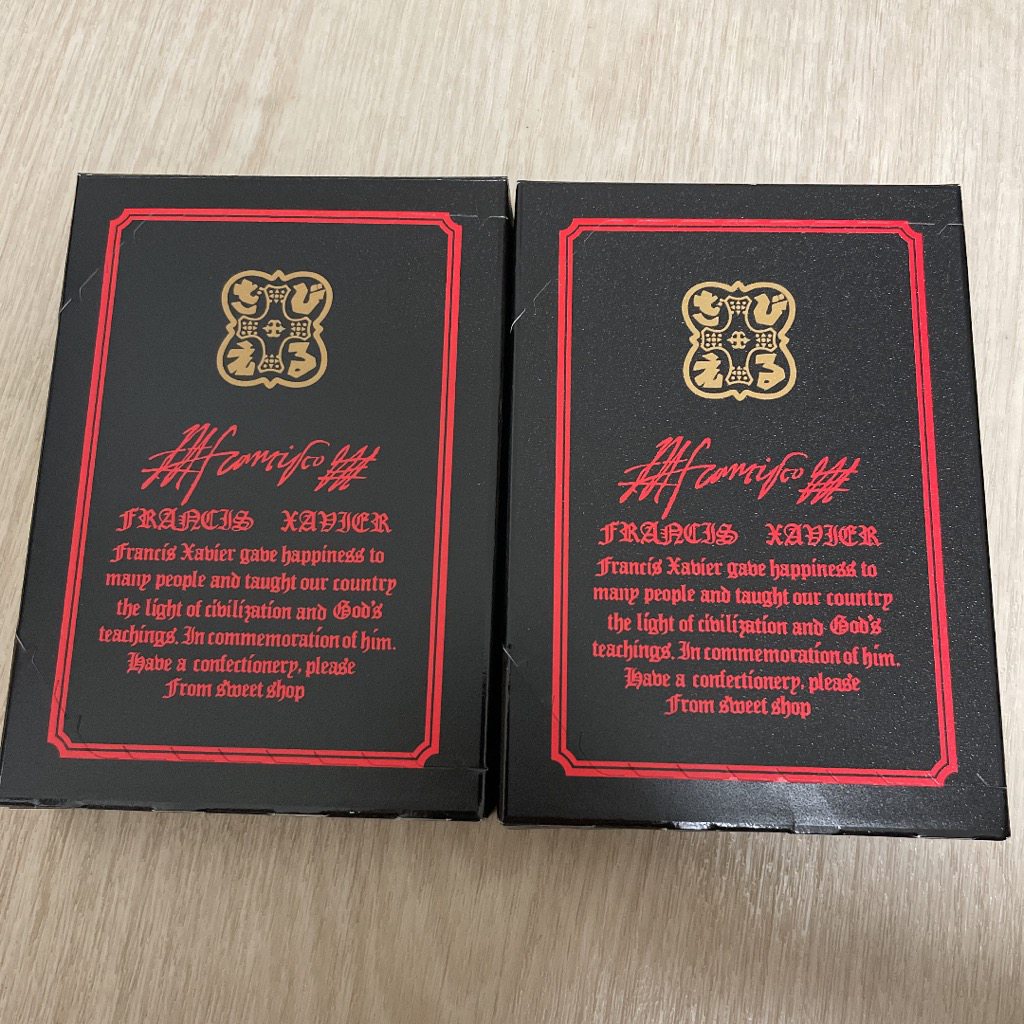 ざび
える
Francisco
FRANCIS XAVIER
Francis Xavier gave happiness to
many people and taught our country
the light of civilization and God's
teachings. In commemoration of him.
Have a confectionery, please
From sweet shop
ざび
える
Francisco
FRANCIS XAVIER
Francis Xavier gave happiness to
many people and taught our country
the light of civilization and God's
teachings. In commemoration of him.
Have a confectionery, please
From sweet shop